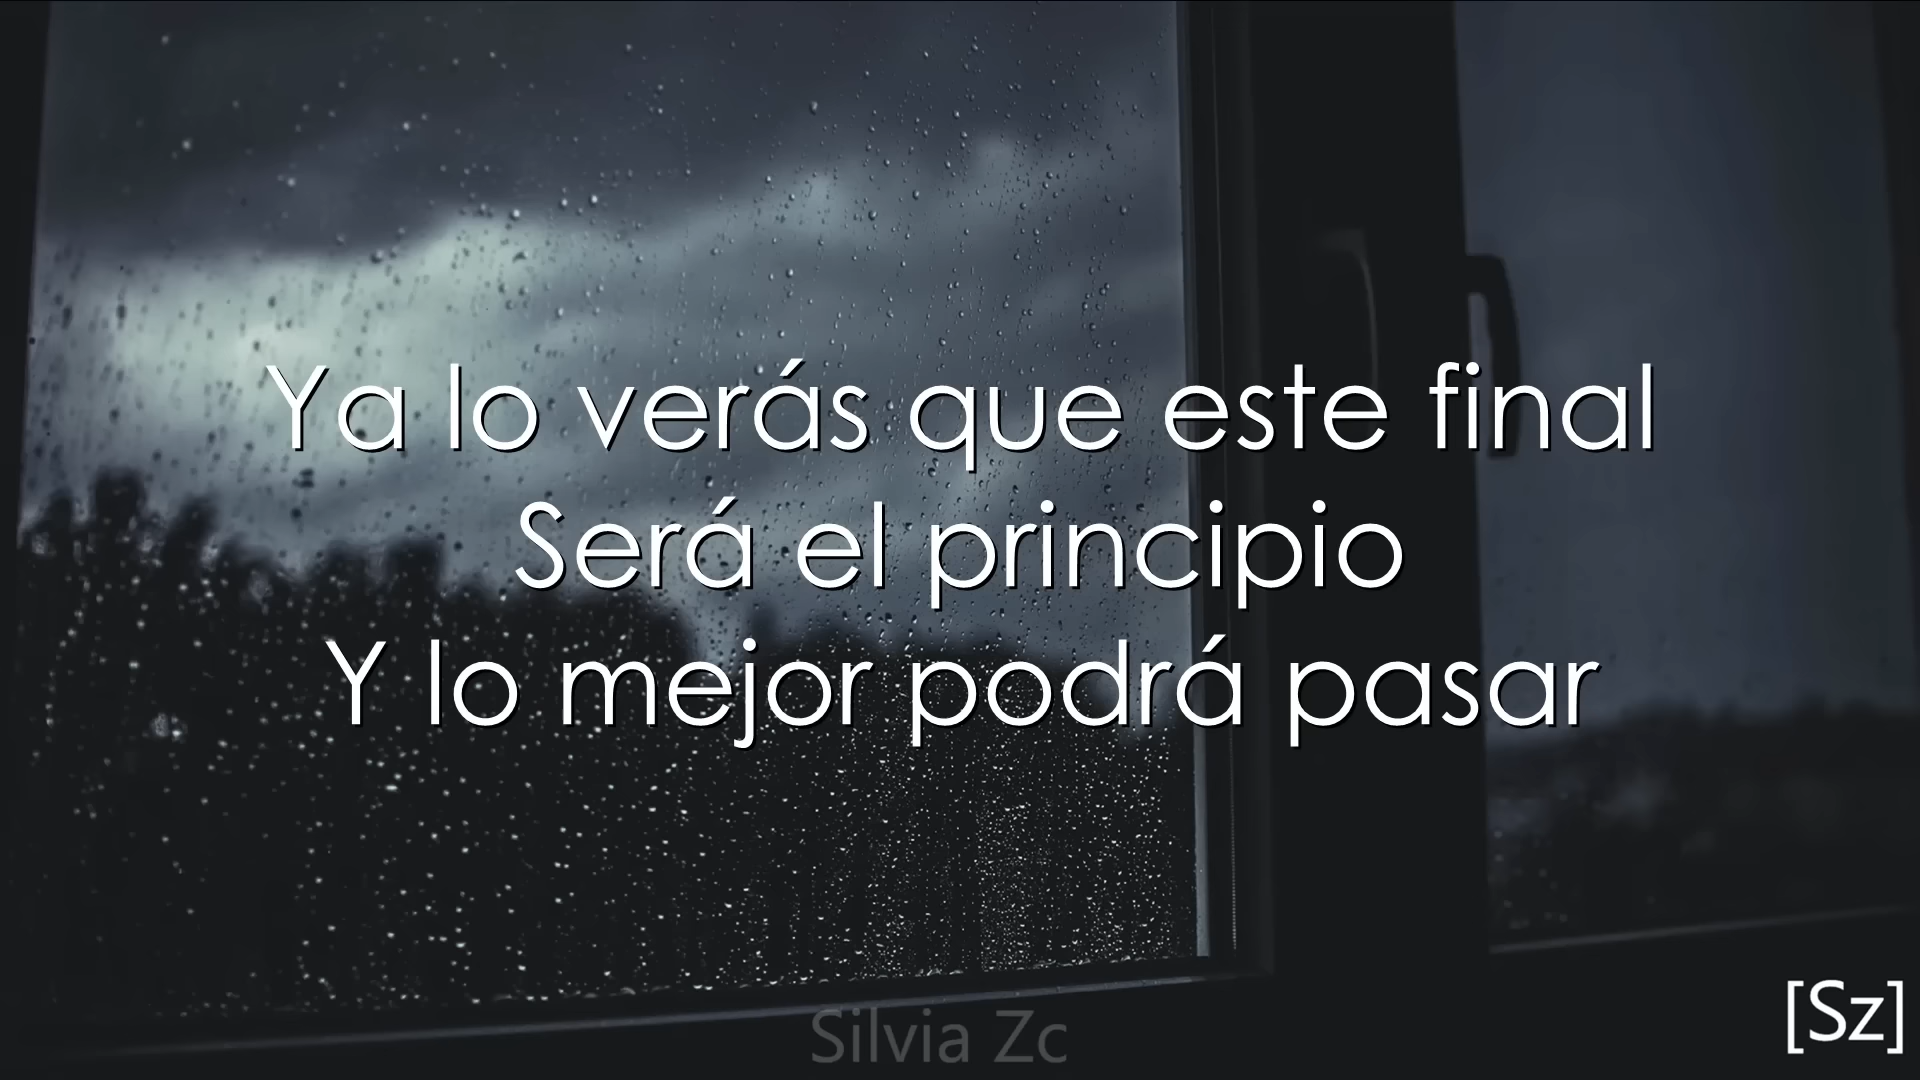 Ya lo verás que este final
Será el principio
Y lo mejor podrá pasar
Silvia Zc
[Sz]